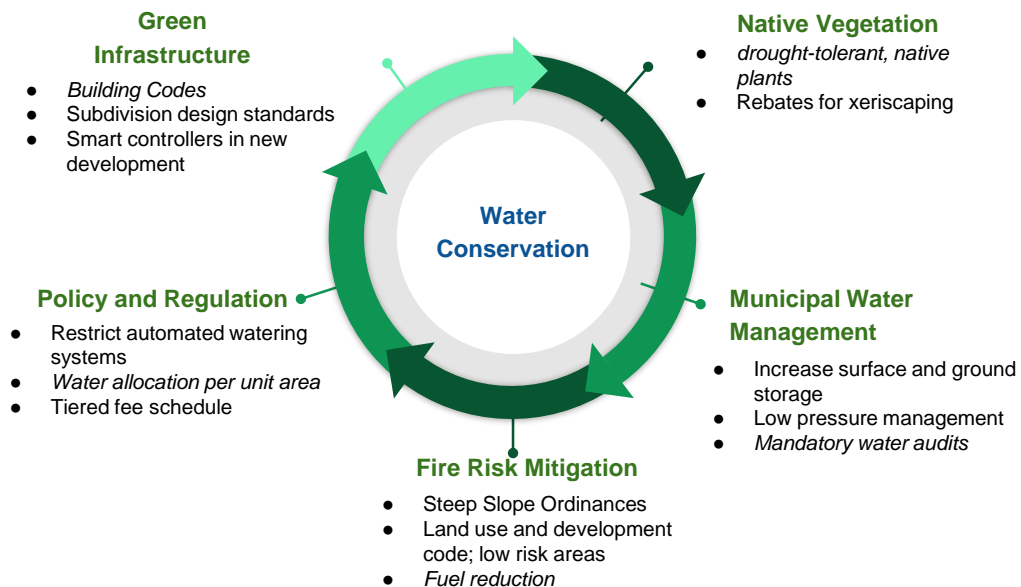 Green
Infrastructure
● Building Codes
● Subdivision design standards
● Smart controllers in new
development
Native Vegetation
● drought-tolerant, native
plants
● Rebates for xeriscaping
Water
Conservation
Policy and Regulation
● Restrict automated watering
systems
● Water allocation per unit area
● Tiered fee schedule
Municipal Water
Management
● Increase surface and ground
storage
● Low pressure management
● Mandatory water audits
Fire Risk Mitigation
● Steep Slope Ordinances
● Land use and development
code; low risk areas
● Fuel reduction